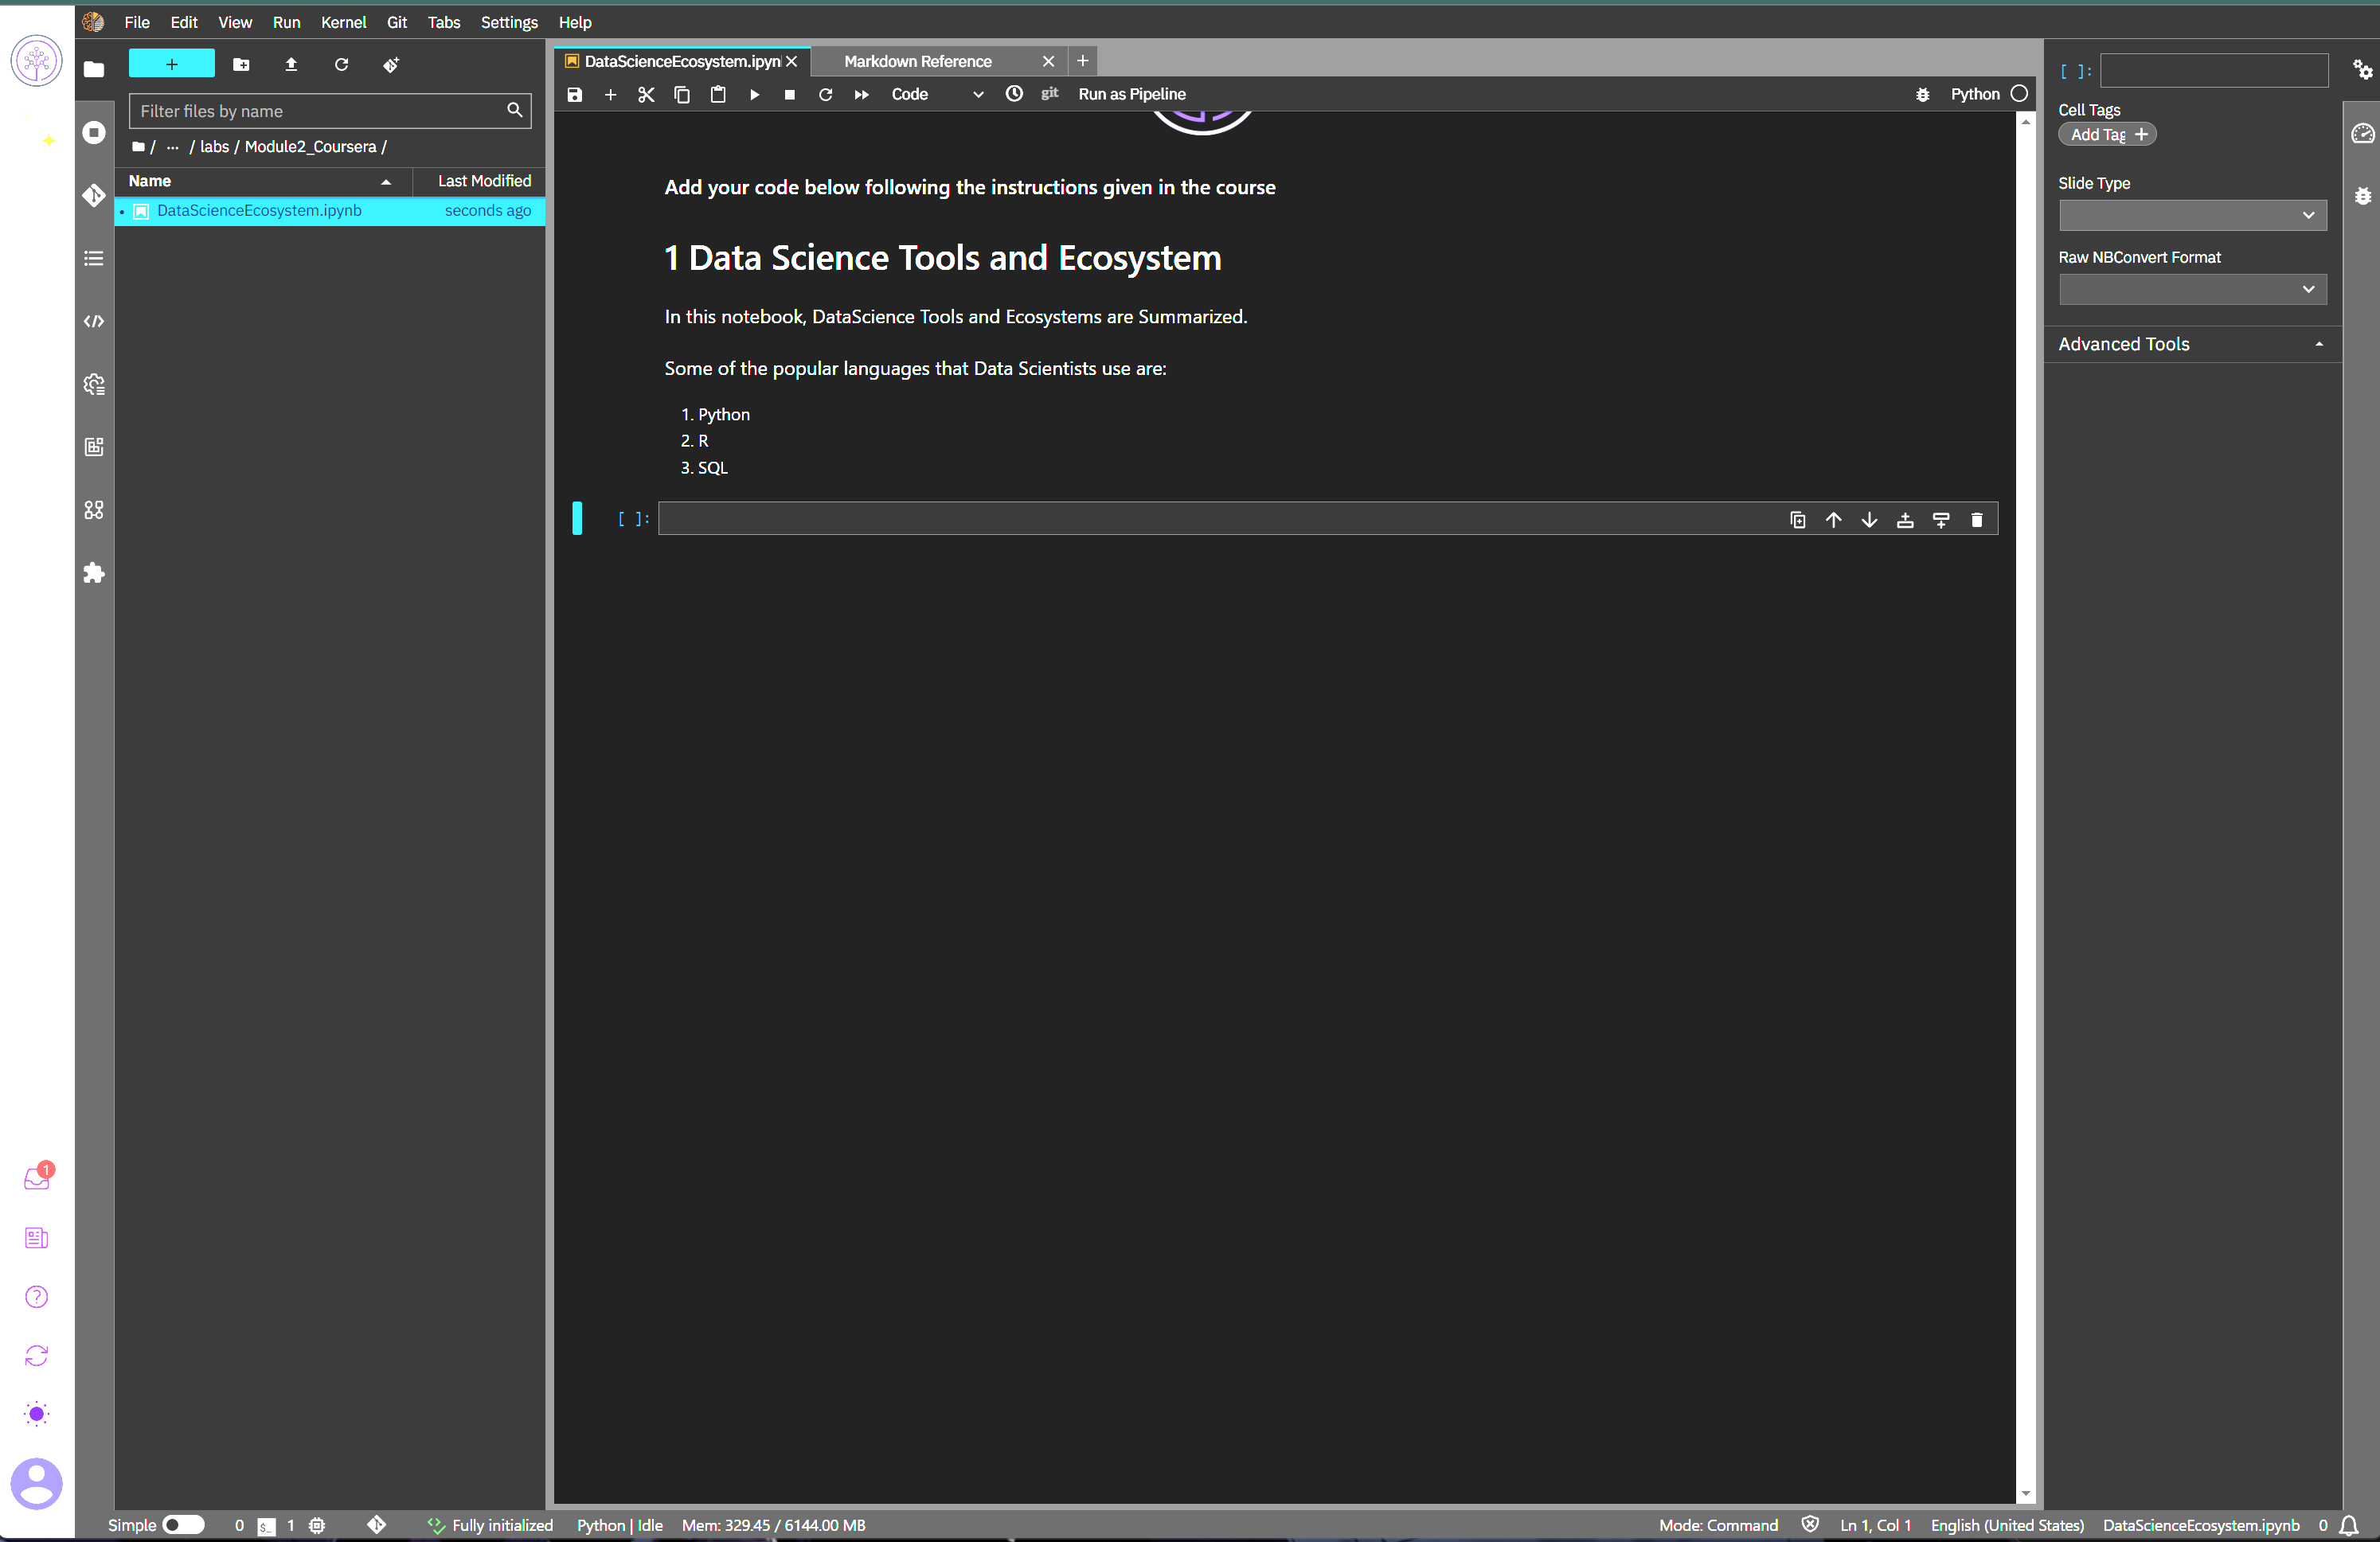 File Edit View Run Kernel Git Tabs Settings Help
+
DataScienceEcosystem.ipyn
Markdown Reference
[ ]:
Filter files by name
Code
git
Run as Pipeline
Python
Cell Tags
Add Tag +
/ ... / labs / Module2_Coursera /
Name
Last Modified
DataScienceEcosystem.ipynb
seconds ago
Add your code below following the instructions given in the course
Slide Type
1 Data Science Tools and Ecosystem
Raw NBConvert Format
In this notebook, DataScience Tools and Ecosystems are Summarized.
Advanced Tools
Some of the popular languages that Data Scientists use are:
1. Python
2. R
3. SQL
[ ]:
1
Simple
0
$_
1
Fully initialized
Python | Idle
Mem: 329.45 / 6144.00 MB
Mode: Command
Ln 1, Col 1
English (United States)
DataScienceEcosystem.ipynb
0